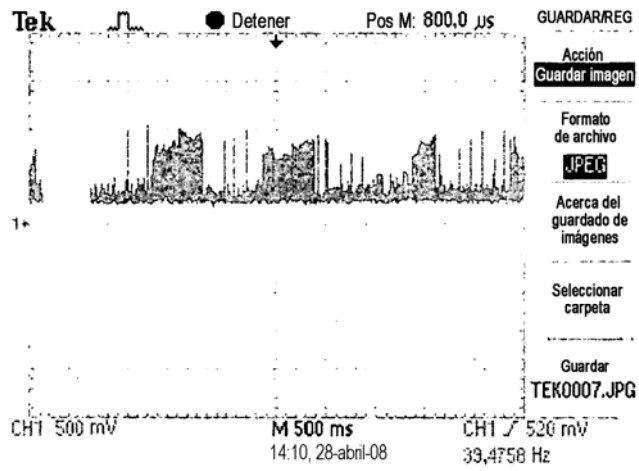 Tek
Detener
Pos M: 800,0 µs
GUARDAR/REG
Acción
Guardar imagen
Formato
de archivo
JPEG
Acerca del
guardado de
imágenes
1
Seleccionar
carpeta
Guardar
TEK0007.JPG
CH1 500 mV
M 500 ms
CH1 520 mV
14:10, 28-abril-08
39,4758 Hz